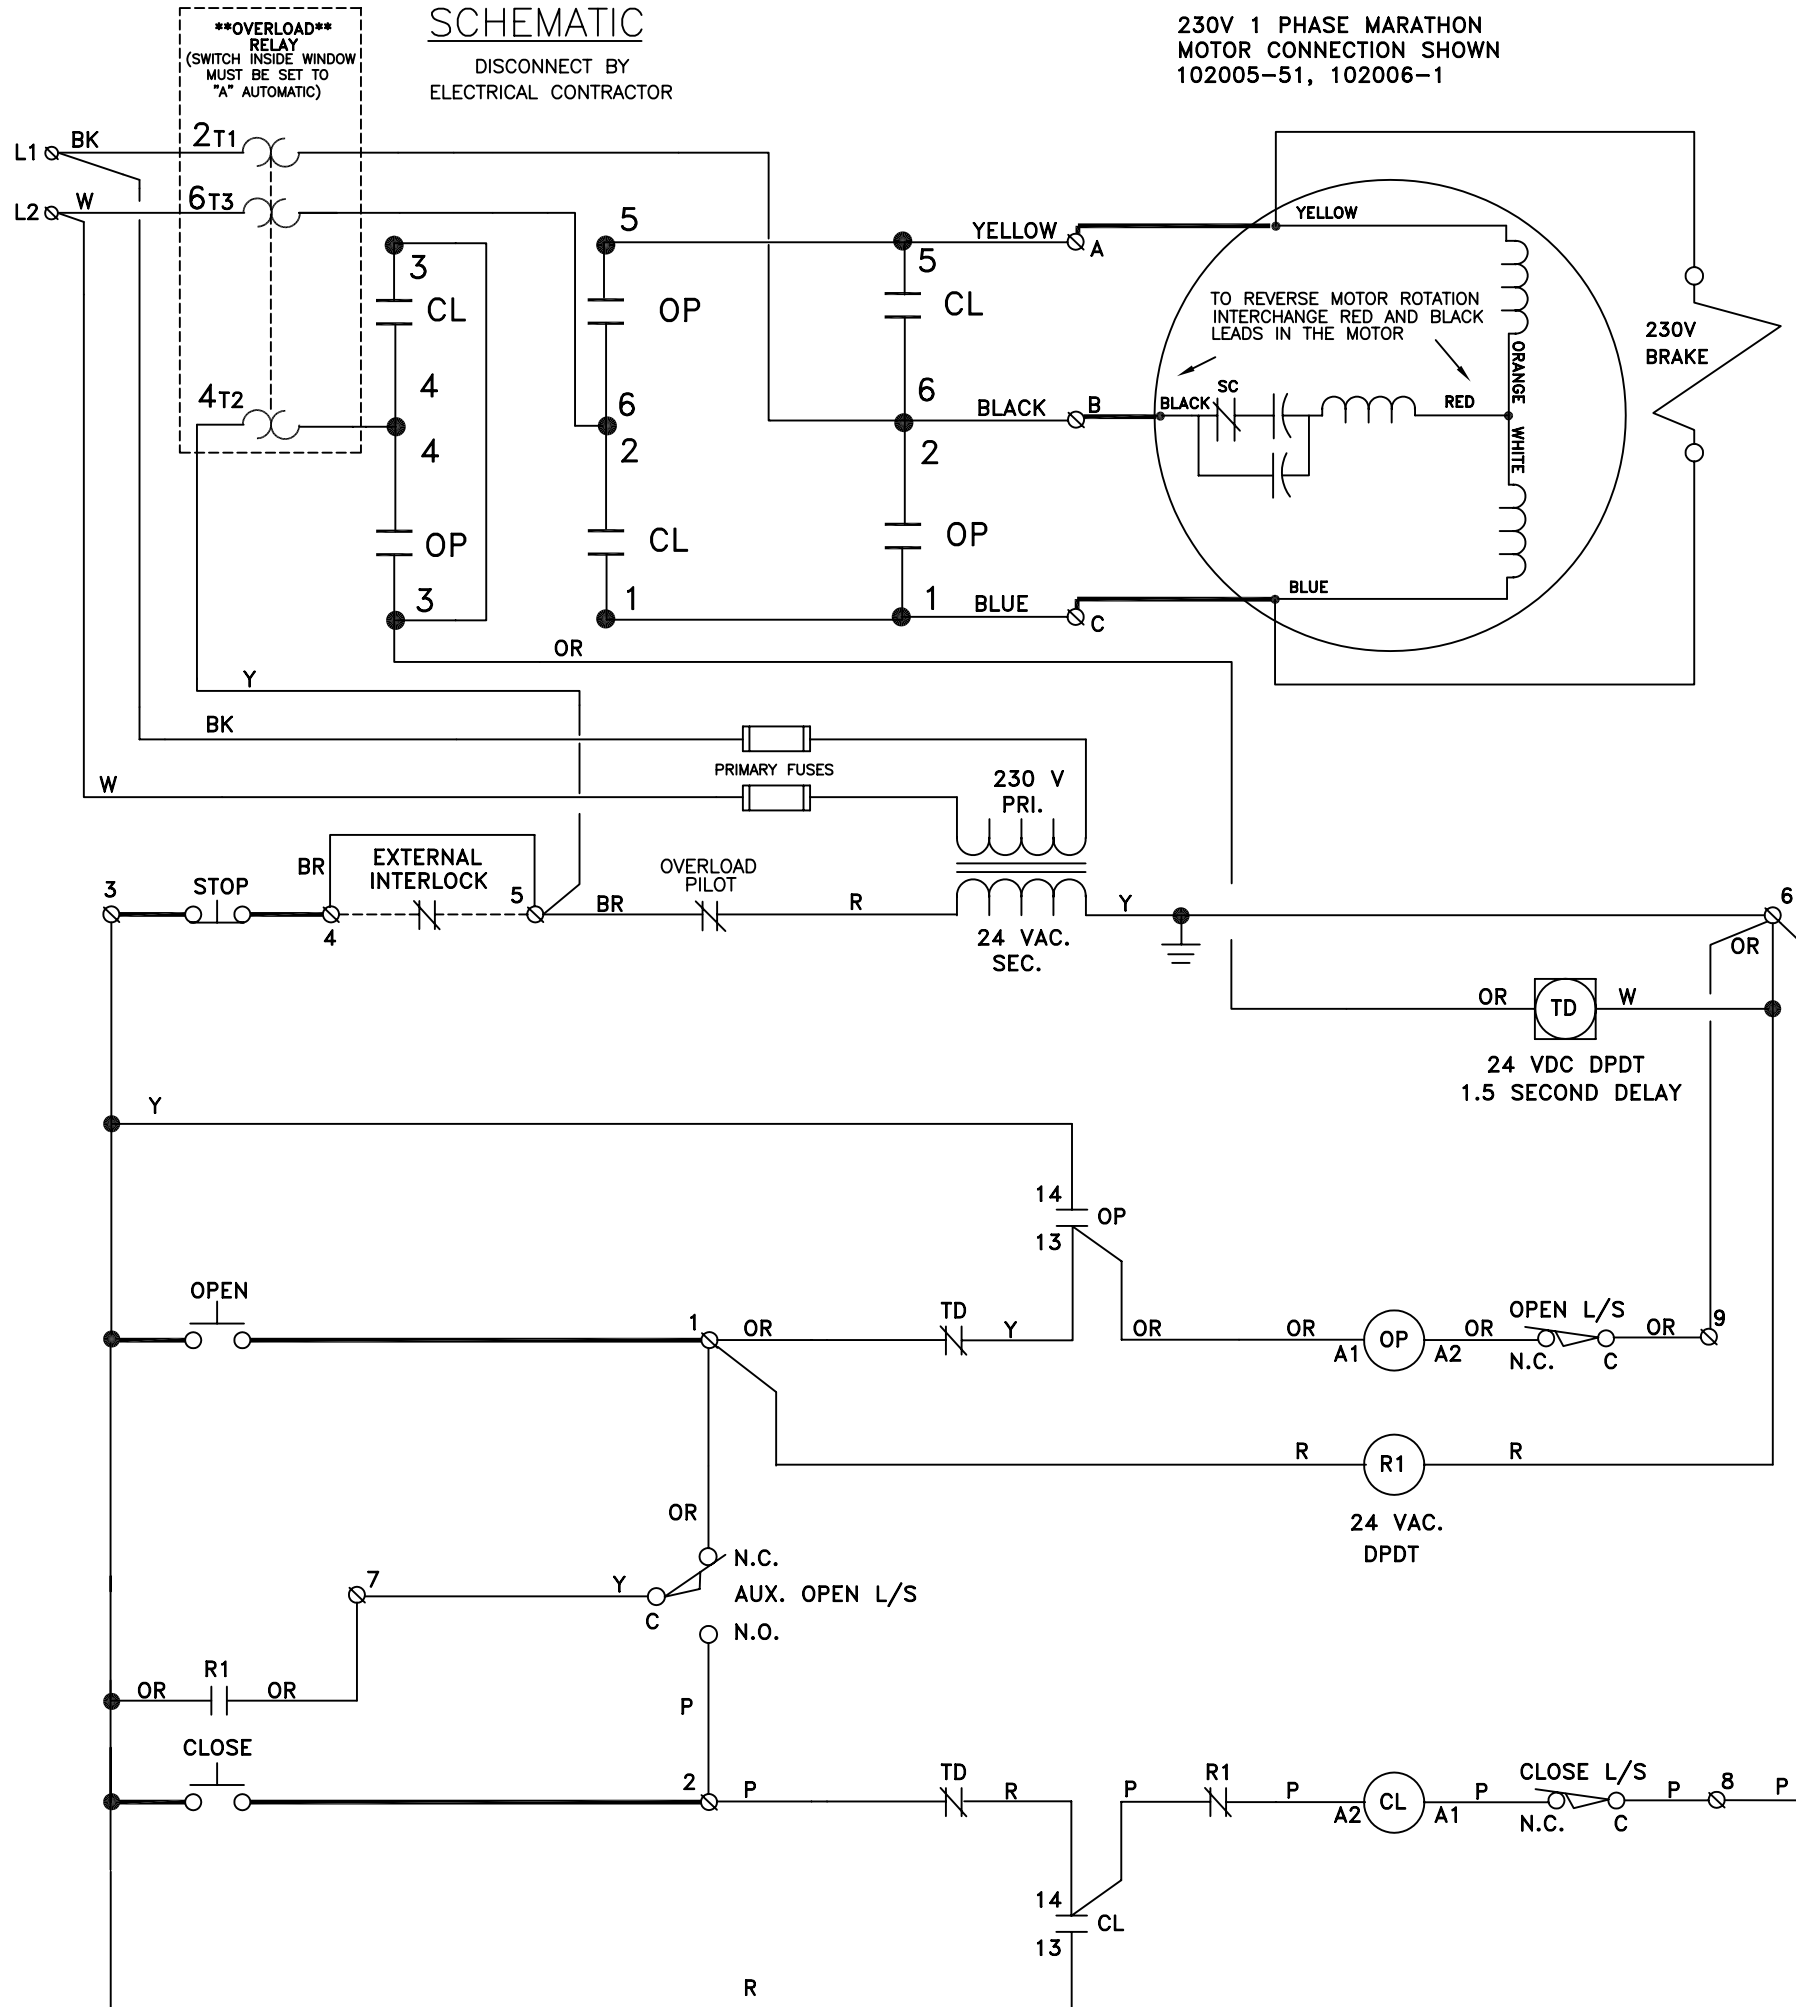 SCHEMATIC
DISCONNECT BY
ELECTRICAL CONTRACTOR
**OVERLOAD**
RELAY
(SWITCH INSIDE WINDOW
MUST BE SET TO
"A" AUTOMATIC)
230V 1 PHASE MARATHON
MOTOR CONNECTION SHOWN
102005-51, 102006-1
L1
BK
2T1
L2
W
6T3
4T2
3
CL
4
4
OP
3
5
OP
6
2
CL
1
5
CL
6
2
OP
1
YELLOW
A
BLACK
B
BLUE
C
YELLOW
TO REVERSE MOTOR ROTATION
INTERCHANGE RED AND BLACK
LEADS IN THE MOTOR
BLACK
SC
RED
ORANGE
WHITE
BLUE
230V
BRAKE
OR
Y
BK
W
PRIMARY FUSES
230 V
PRI.
24 VAC.
SEC.
3
STOP
BR
4
EXTERNAL
INTERLOCK
5
BR
OVERLOAD
PILOT
R
Y
6
OR
OR
TD
W
24 VDC DPDT
1.5 SECOND DELAY
Y
14
OP
13
OPEN
1
OR
TD
Y
OR
OR
A1
OP
A2
OR
OPEN L/S
N.C.
C
OR
9
R
R1
R
24 VAC.
DPDT
OR
N.C.
AUX. OPEN L/S
N.O.
C
Y
7
OR
R1
OR
P
CLOSE
2
P
TD
R
P
R1
P
A2
CL
A1
P
CLOSE L/S
N.C.
C
P
8
P
14
CL
13
R